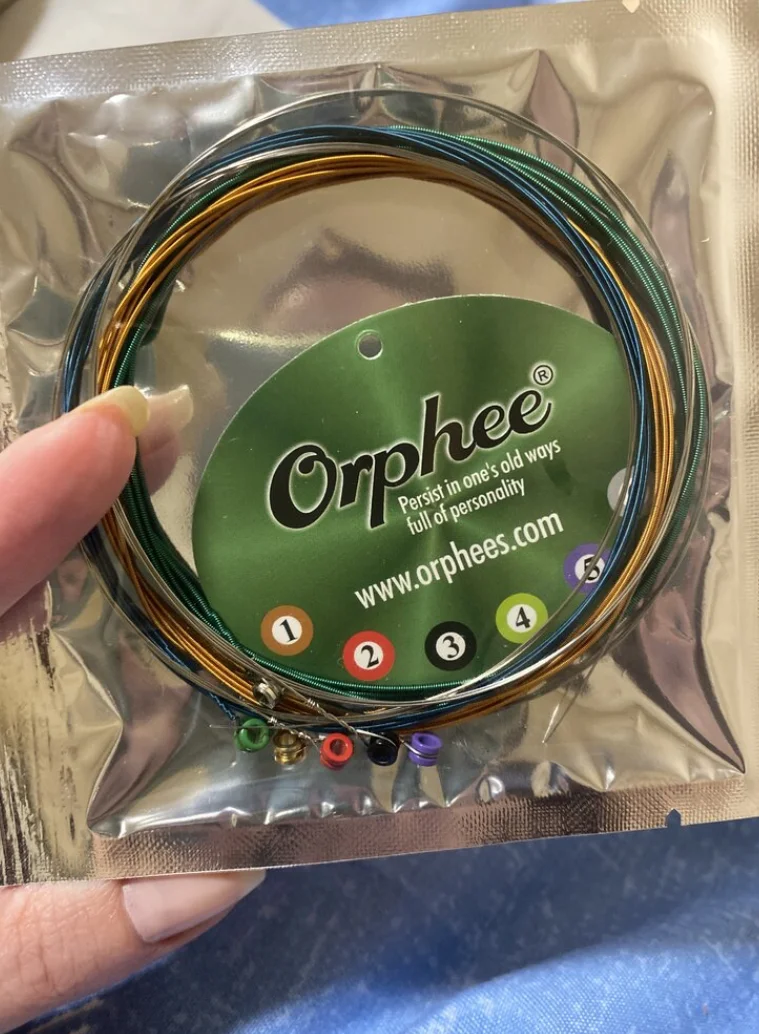 Orphee®
Persist in one's old ways
full of personality
www.orphees.com
1 2 3 4 5